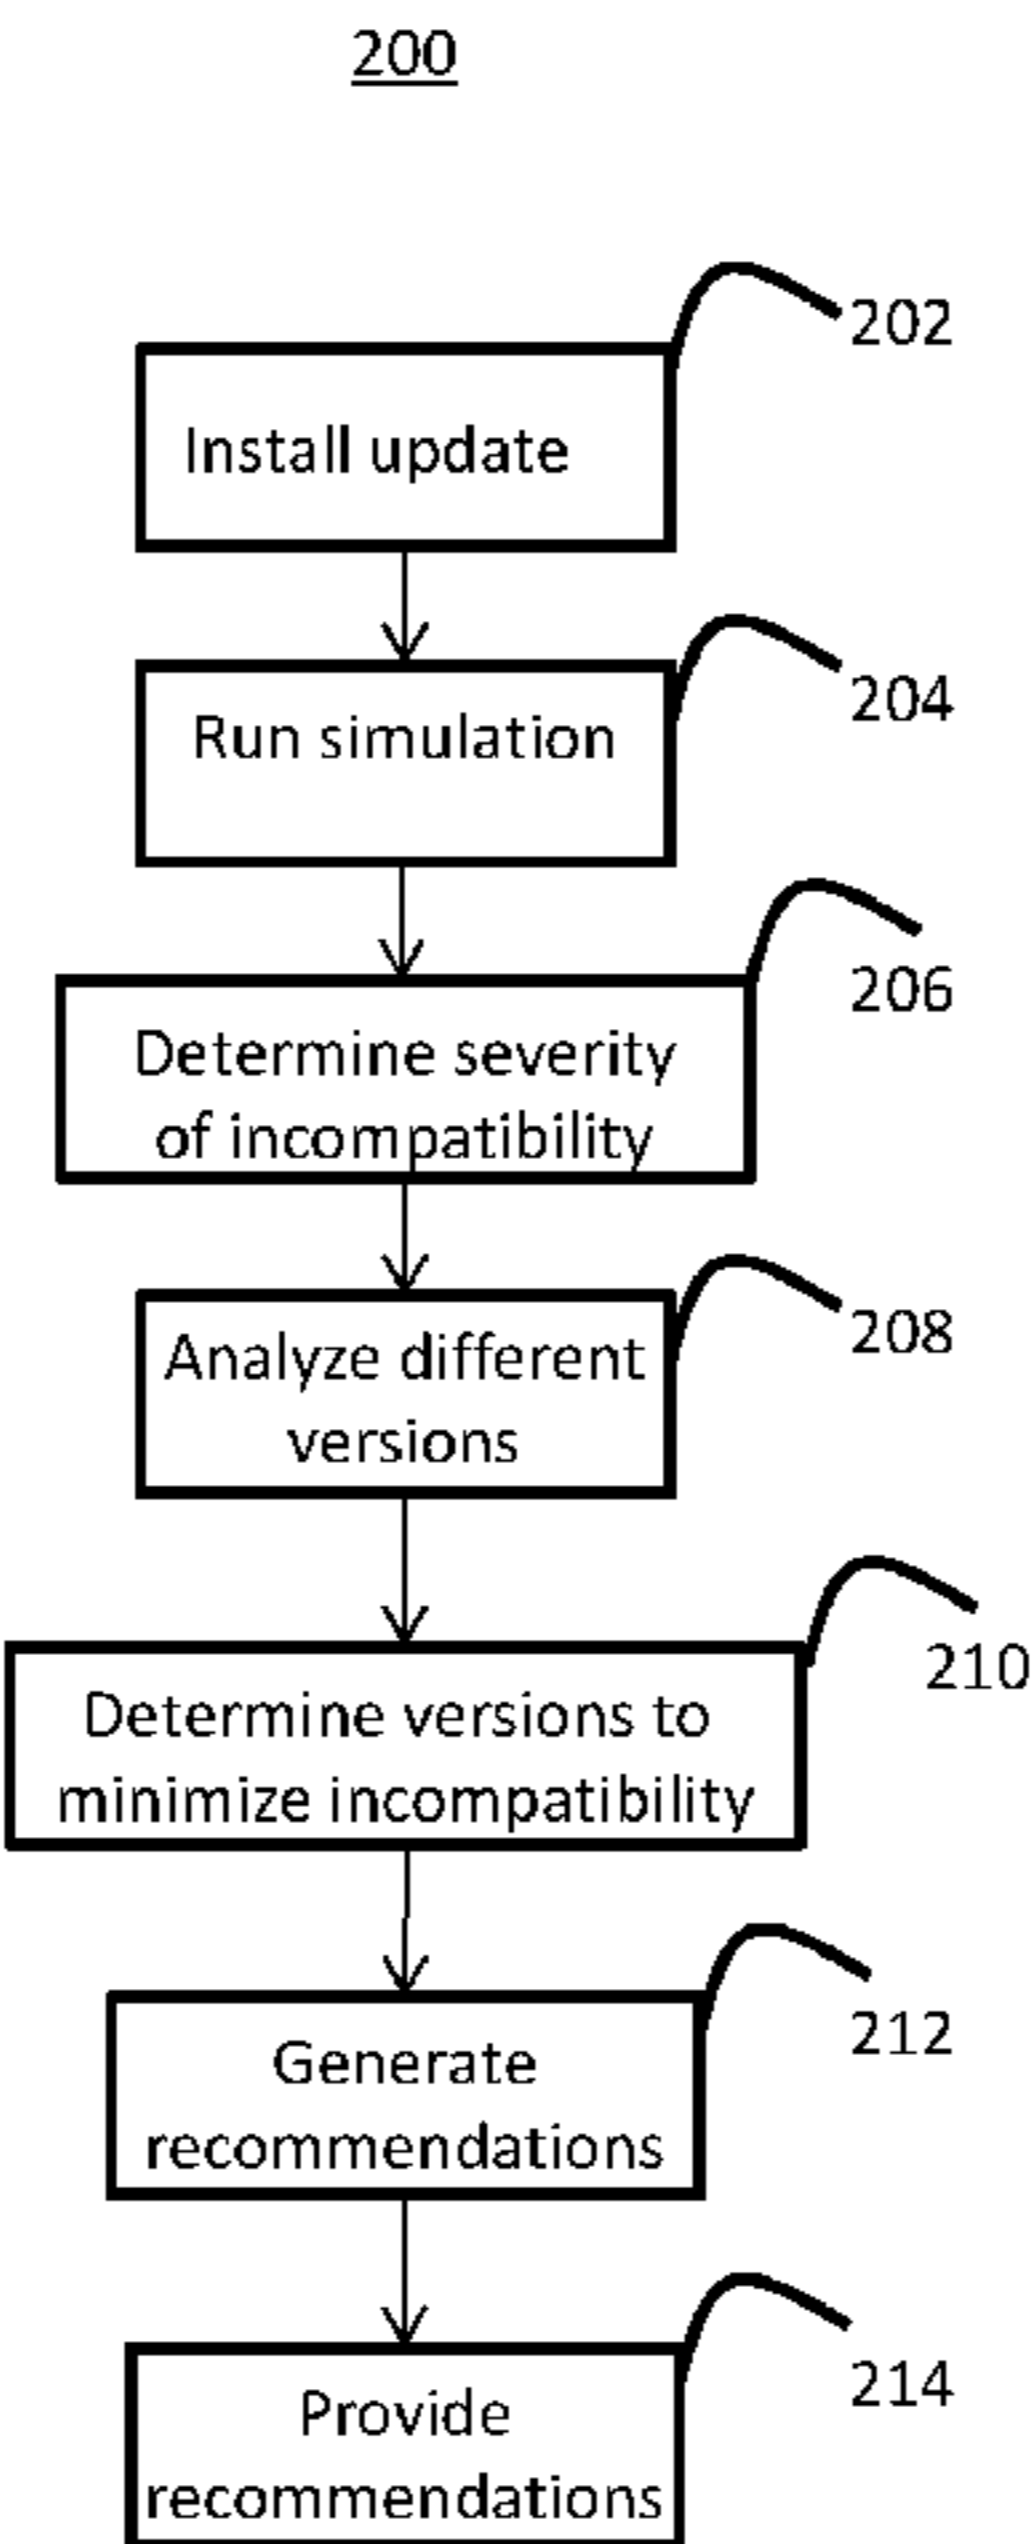 200
202
Install update
204
Run simulation
206
Determine severity
of incompatibility
208
Analyze different
versions
210
Determine versions to
minimize incompatibility
212
Generate
recommendations
214
Provide
recommendations